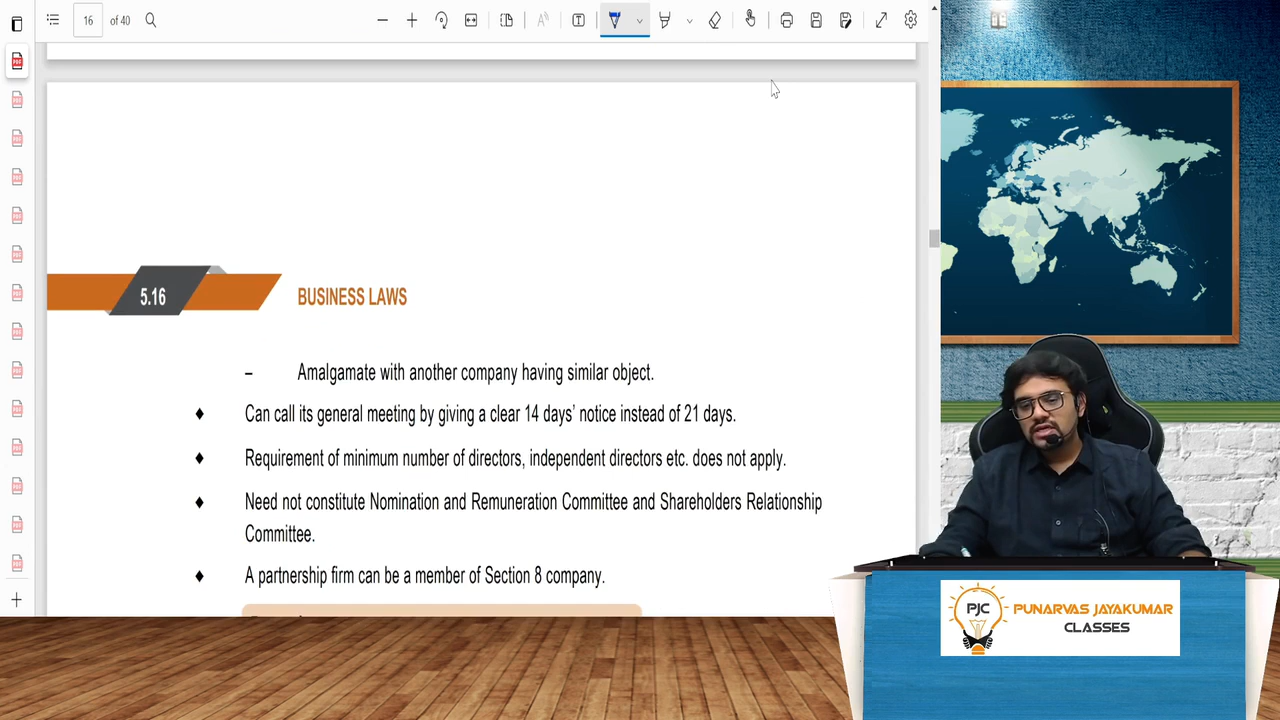 16 of 40
5.16
BUSINESS LAWS
– Amalgamate with another company having similar object.
♦ Can call its general meeting by giving a clear 14 days’ notice instead of 21 days.
♦ Requirement of minimum number of directors, independent directors etc. does not apply.
♦ Need not constitute Nomination and Remuneration Committee and Shareholders Relationship
Committee.
♦ A partnership firm can be a member of Section 8 company.
PJC
PUNARVAS JAYAKUMAR
CLASSES